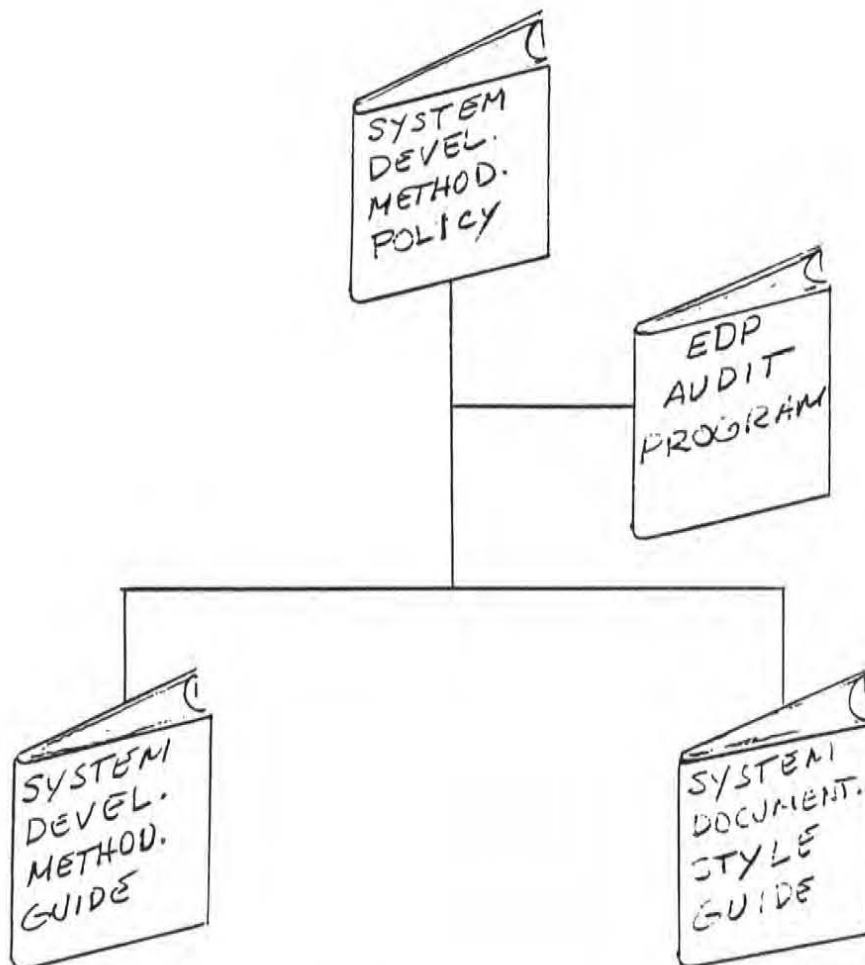 SYSTEM
DEVEL.
METHOD.
POLICY
EDP
AUDIT
PROGRAM
SYSTEM
DEVEL.
METHOD.
GUIDE
SYSTEM
DOCUMENT.
STYLE
GUIDE